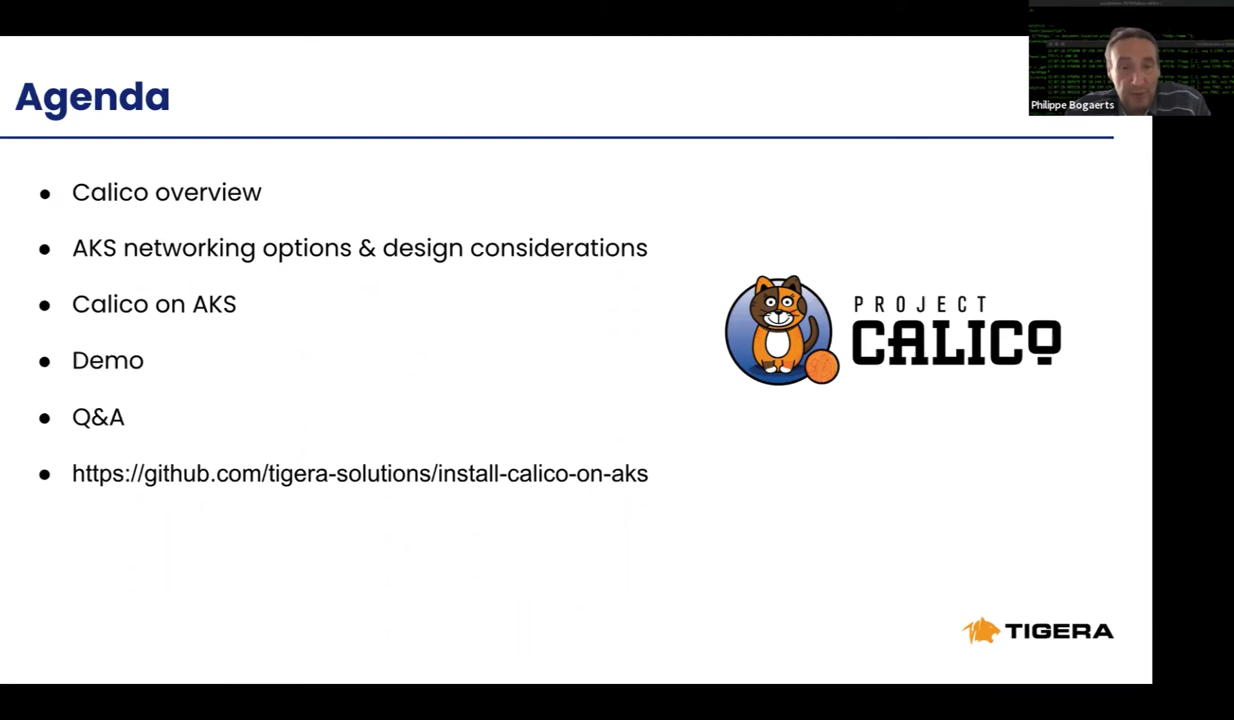 Agenda
Philippe Bogaerts
● Calico overview
● AKS networking options & design considerations
● Calico on AKS
● Demo
● Q&A
● https://github.com/tigera-solutions/install-calico-on-aks
PROJECT
CALICO
TIGERA